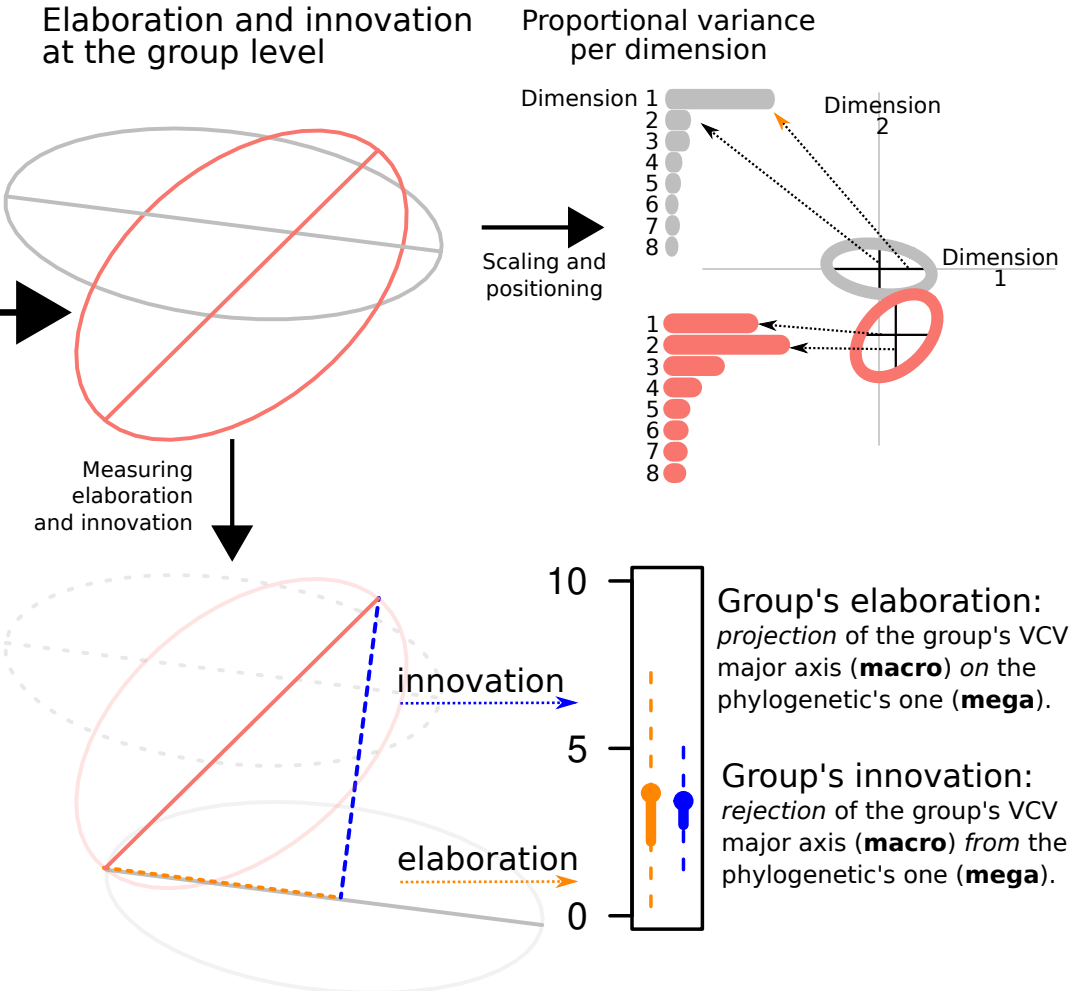 Elaboration and innovation
at the group level
Proportional variance
per dimension
Dimension 1
2
3
4
5
6
7
8
Dimension
2
Dimension
1
Scaling and
positioning
1
2
3
4
5
6
7
8
Measuring
elaboration
and innovation
innovation
elaboration
10
5
0
Group's elaboration:
projection of the group's VCV
major axis (macro) on the
phylogenetic's one (mega).
Group's innovation:
rejection of the group's VCV
major axis (macro) from the
phylogenetic's one (mega).